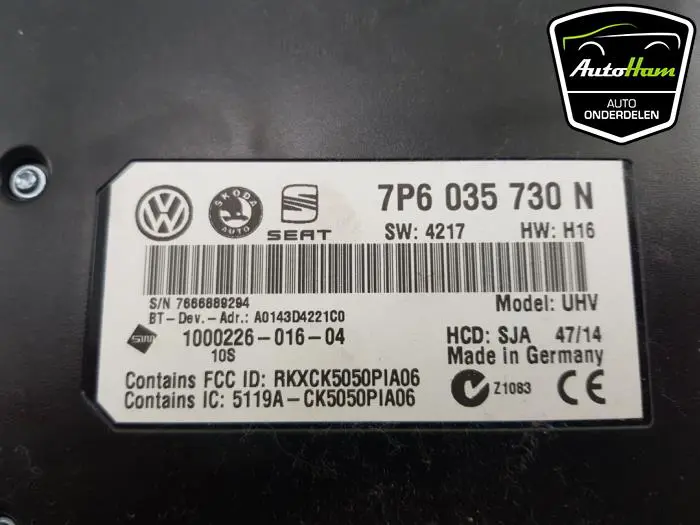 AutoHam
AUTO
ONDERDELEN
7P6 035 730 N
SKODA
AUTO
SEAT
SW: 4217
HW: H16
S/N 7666889294
Model: UHV
BT-Dev.-Adr.: A0143D4221C0
1000226-016-04
HCD: SJA 47/14
10S
Made in Germany
Contains FCC ID: RKXCK5050PIA06
Contains IC: 5119A-CK5050PIA06
Z1083
CE